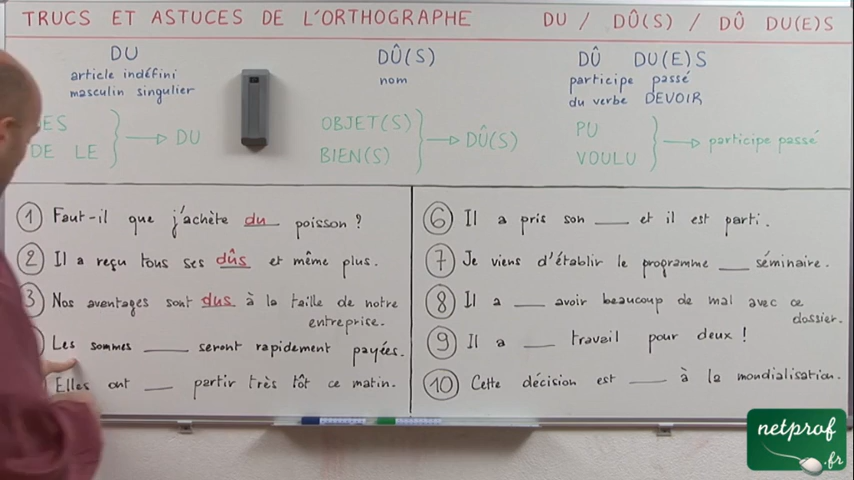 TRUCS ET ASTUCES DE L'ORTHOGRAPHE DU / DÛ(S) / DÛ DU(E)S
DU
article indéfini
masculin singulier
ES
DE LE
DU
DÛ(S)
nom
OBJET(S)
BIEN(S)
DÛ(S)
DÛ DU(E)S
participe passé
du verbe DEVOIR
PU
VOULU
participe passé
1 Faut-il que j'achète du poisson ?
2 Il a reçu tous ses dûs et même plus.
3 Nos aventages sont dus à la taille de notre
entreprise.
Les sommes ___ seront rapidement payées.
Elles ont ___ partir très tôt ce matin.
6 Il a pris son ___ et il est parti.
7 Je viens d'établir le programme ___ séminaire.
8 Il a ___ avoir beaucoup de mal avec ce
dossier.
9 Il a ___ travail pour deux !
10 Cette décision est ___ à la mondialisation.
netprof
.fr